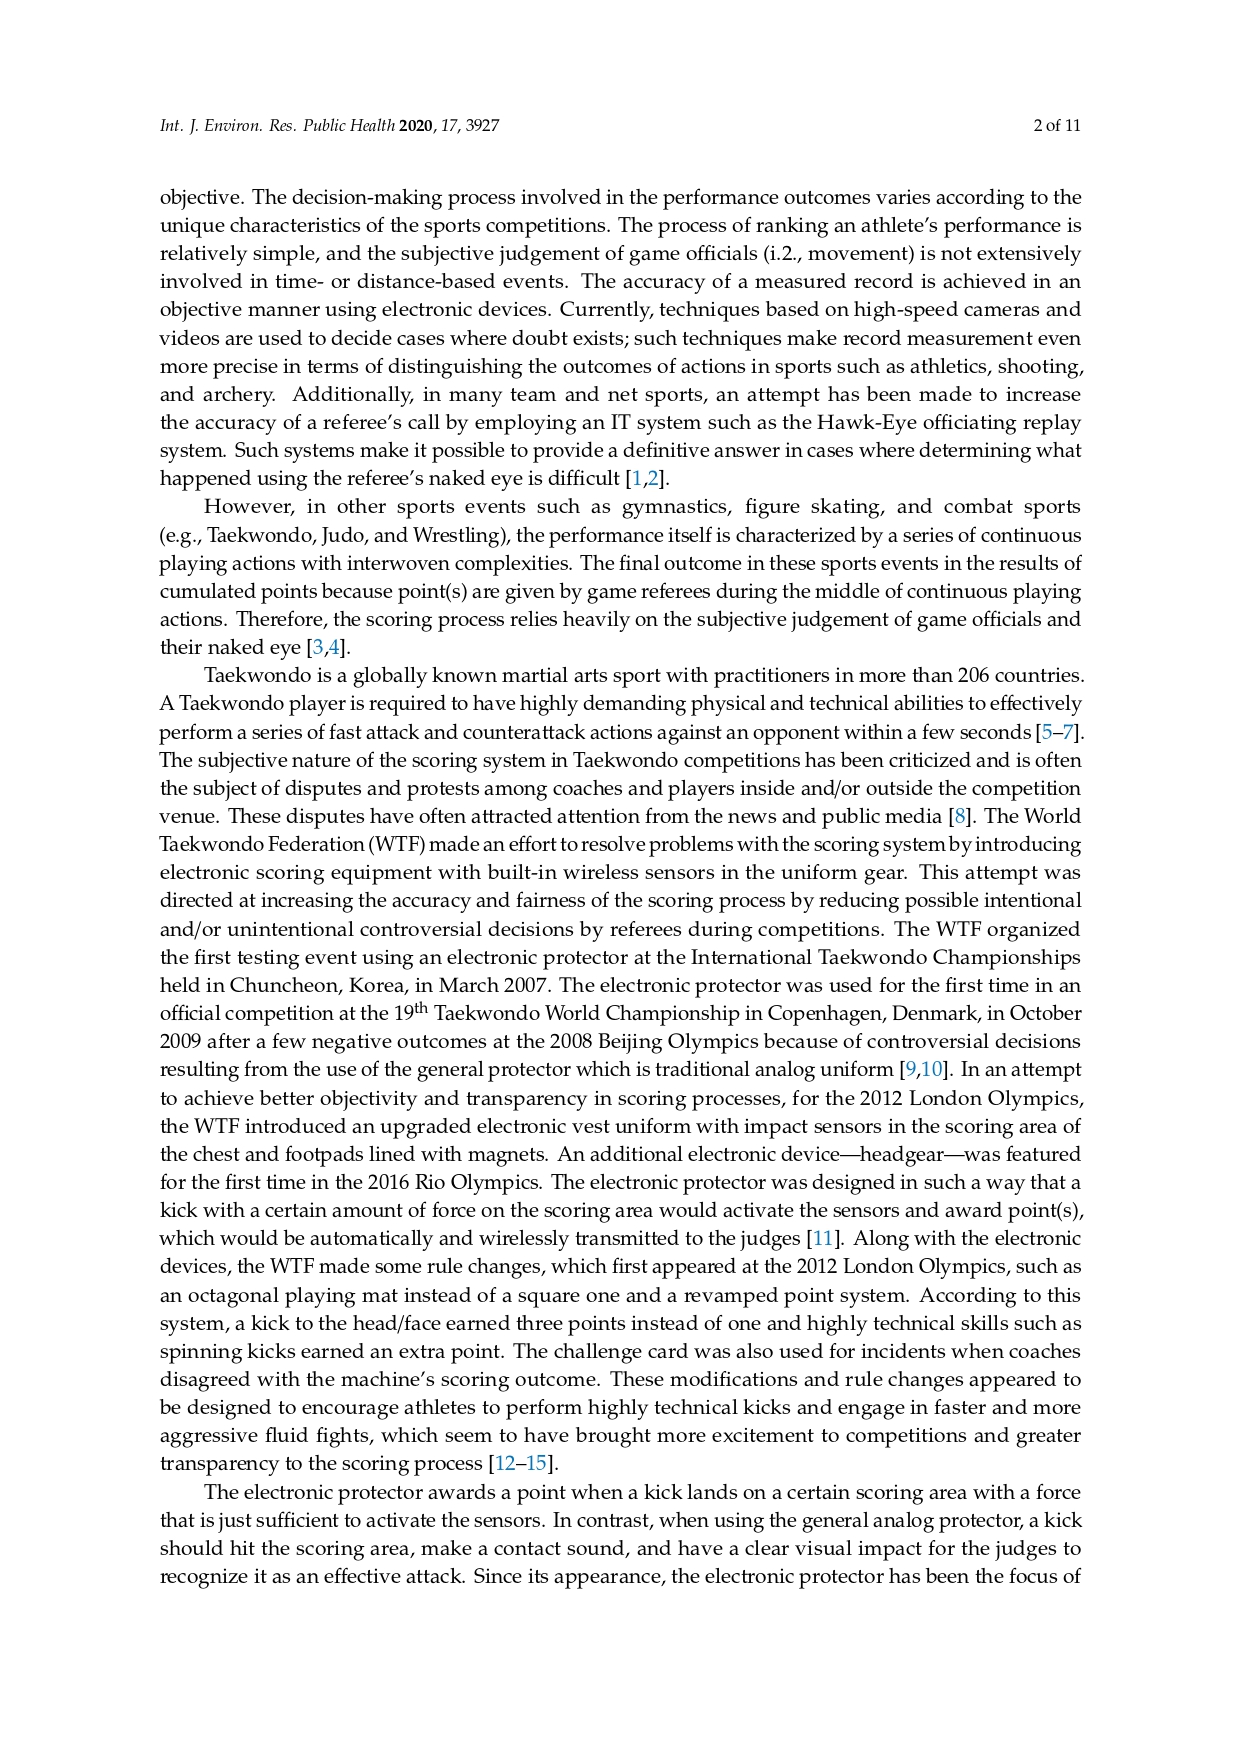 Int. J. Environ. Res. Public Health 2020, 17, 3927 2 of 11
objective. The decision-making process involved in the performance outcomes varies according to the
unique characteristics of the sports competitions. The process of ranking an athlete’s performance is
relatively simple, and the subjective judgement of game officials (i.2., movement) is not extensively
involved in time- or distance-based events. The accuracy of a measured record is achieved in an
objective manner using electronic devices. Currently, techniques based on high-speed cameras and
videos are used to decide cases where doubt exists; such techniques make record measurement even
more precise in terms of distinguishing the outcomes of actions in sports such as athletics, shooting,
and archery. Additionally, in many team and net sports, an attempt has been made to increase
the accuracy of a referee’s call by employing an IT system such as the Hawk-Eye officiating replay
system. Such systems make it possible to provide a definitive answer in cases where determining what
happened using the referee’s naked eye is difficult [1,2].
However, in other sports events such as gymnastics, figure skating, and combat sports
(e.g., Taekwondo, Judo, and Wrestling), the performance itself is characterized by a series of continuous
playing actions with interwoven complexities. The final outcome in these sports events in the results of
cumulated points because point(s) are given by game referees during the middle of continuous playing
actions. Therefore, the scoring process relies heavily on the subjective judgement of game officials and
their naked eye [3,4].
Taekwondo is a globally known martial arts sport with practitioners in more than 206 countries.
A Taekwondo player is required to have highly demanding physical and technical abilities to effectively
perform a series of fast attack and counterattack actions against an opponent within a few seconds [5–7].
The subjective nature of the scoring system in Taekwondo competitions has been criticized and is often
the subject of disputes and protests among coaches and players inside and/or outside the competition
venue. These disputes have often attracted attention from the news and public media [8]. The World
Taekwondo Federation (WTF) made an effort to resolve problems with the scoring system by introducing
electronic scoring equipment with built-in wireless sensors in the uniform gear. This attempt was
directed at increasing the accuracy and fairness of the scoring process by reducing possible intentional
and/or unintentional controversial decisions by referees during competitions. The WTF organized
the first testing event using an electronic protector at the International Taekwondo Championships
held in Chuncheon, Korea, in March 2007. The electronic protector was used for the first time in an
official competition at the 19th Taekwondo World Championship in Copenhagen, Denmark, in October
2009 after a few negative outcomes at the 2008 Beijing Olympics because of controversial decisions
resulting from the use of the general protector which is traditional analog uniform [9,10]. In an attempt
to achieve better objectivity and transparency in scoring processes, for the 2012 London Olympics,
the WTF introduced an upgraded electronic vest uniform with impact sensors in the scoring area of
the chest and footpads lined with magnets. An additional electronic device—headgear—was featured
for the first time in the 2016 Rio Olympics. The electronic protector was designed in such a way that a
kick with a certain amount of force on the scoring area would activate the sensors and award point(s),
which would be automatically and wirelessly transmitted to the judges [11]. Along with the electronic
devices, the WTF made some rule changes, which first appeared at the 2012 London Olympics, such as
an octagonal playing mat instead of a square one and a revamped point system. According to this
system, a kick to the head/face earned three points instead of one and highly technical skills such as
spinning kicks earned an extra point. The challenge card was also used for incidents when coaches
disagreed with the machine’s scoring outcome. These modifications and rule changes appeared to
be designed to encourage athletes to perform highly technical kicks and engage in faster and more
aggressive fluid fights, which seem to have brought more excitement to competitions and greater
transparency to the scoring process [12–15].
The electronic protector awards a point when a kick lands on a certain scoring area with a force
that is just sufficient to activate the sensors. In contrast, when using the general analog protector, a kick
should hit the scoring area, make a contact sound, and have a clear visual impact for the judges to
recognize it as an effective attack. Since its appearance, the electronic protector has been the focus of